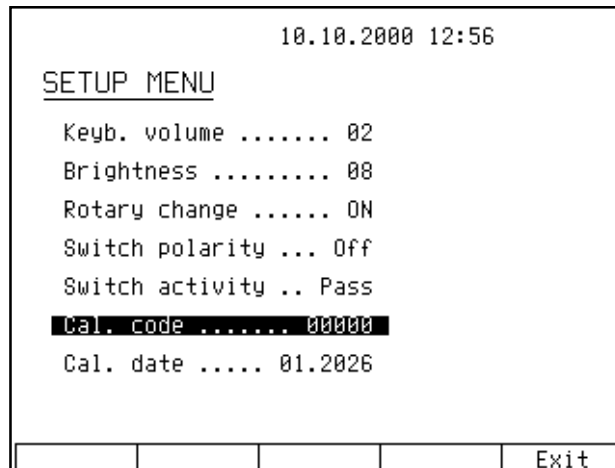 10.10.2000 12:56
SETUP MENU
Keyb. volume ....... 02
Brightness ......... 08
Rotary change ...... ON
Switch polarity ... Off
Switch activity .. Pass
Cal. code ....... 00000
Cal. date ..... 01.2026
Exit